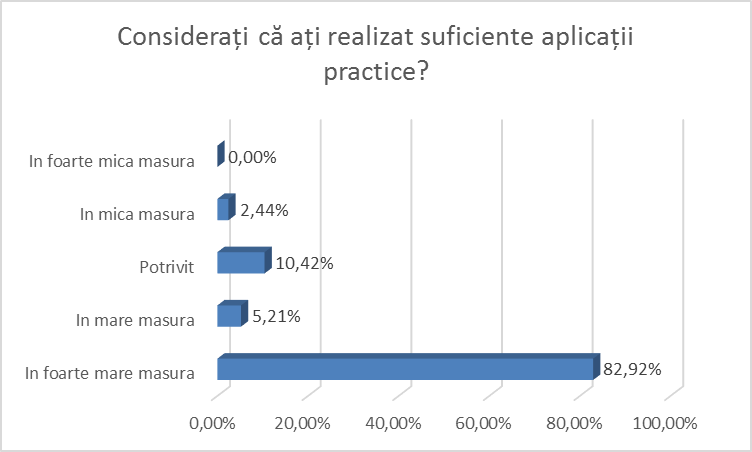 Considerați că ați realizat suficiente aplicații
practice?
In foarte mica masura 0,00%
In mica masura 2,44%
Potrivit 10,42%
In mare masura 5,21%
In foarte mare masura 82,92%
0,00% 20,00% 40,00% 60,00% 80,00% 100,00%